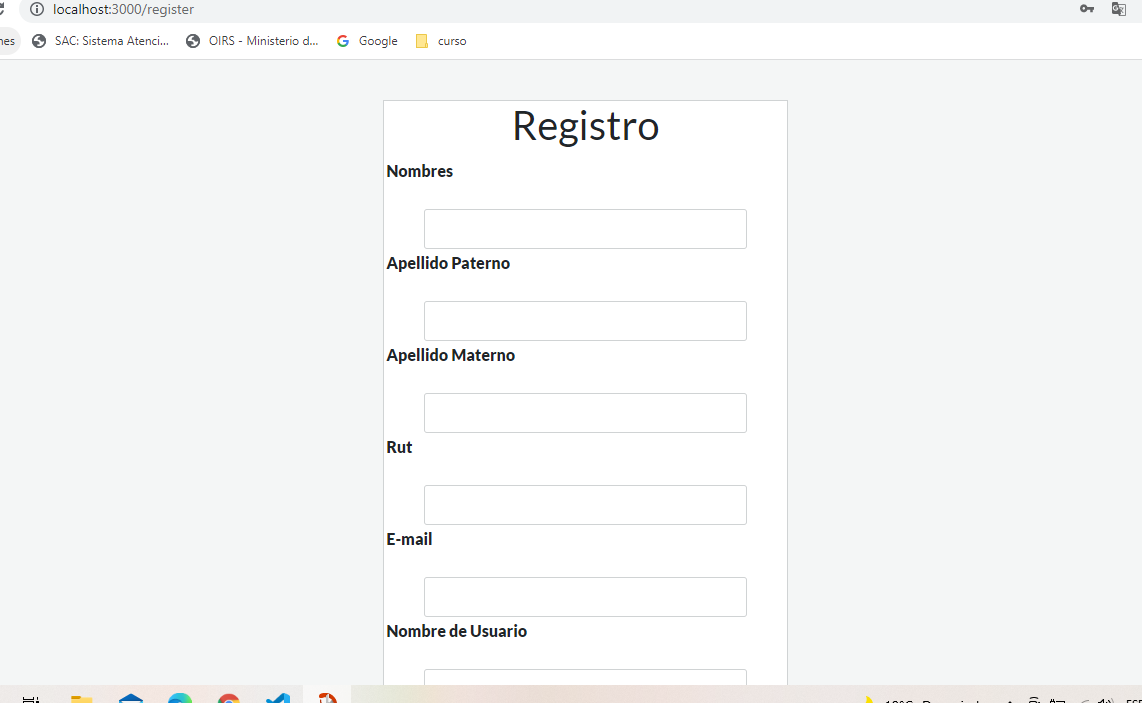 localhost:3000/register
nes SAC: Sistema Atenci... OIRS - Ministerio d... Google curso
Registro
Nombres
Apellido Paterno
Apellido Materno
Rut
E-mail
Nombre de Usuario